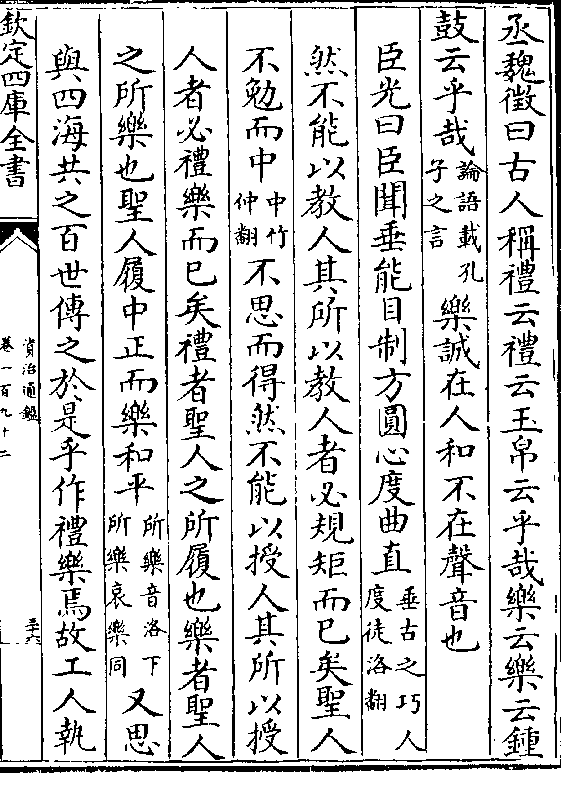 丞魏徵曰古人稱禮云禮云玉帛云乎哉樂云樂云鍾
鼓云乎哉論語載孔子之言樂誠在人和不在聲音也
臣光曰臣聞垂能目制方圓心度曲直垂古之巧人度徒洛翻
然不能以教人其所以教人者必規矩而已矣聖人
不勉而中中竹仲翻不思而得然不能以授人其所以授
人者必禮樂而已矣禮者聖人之所履也樂者聖人
之所樂也聖人履中正而樂和平所樂音洛下所樂哀樂同又思
與四海共之百世傳之於是乎作禮樂焉故工人執
欽定四庫全書
資治通鑑
卷一百九十二
三十六